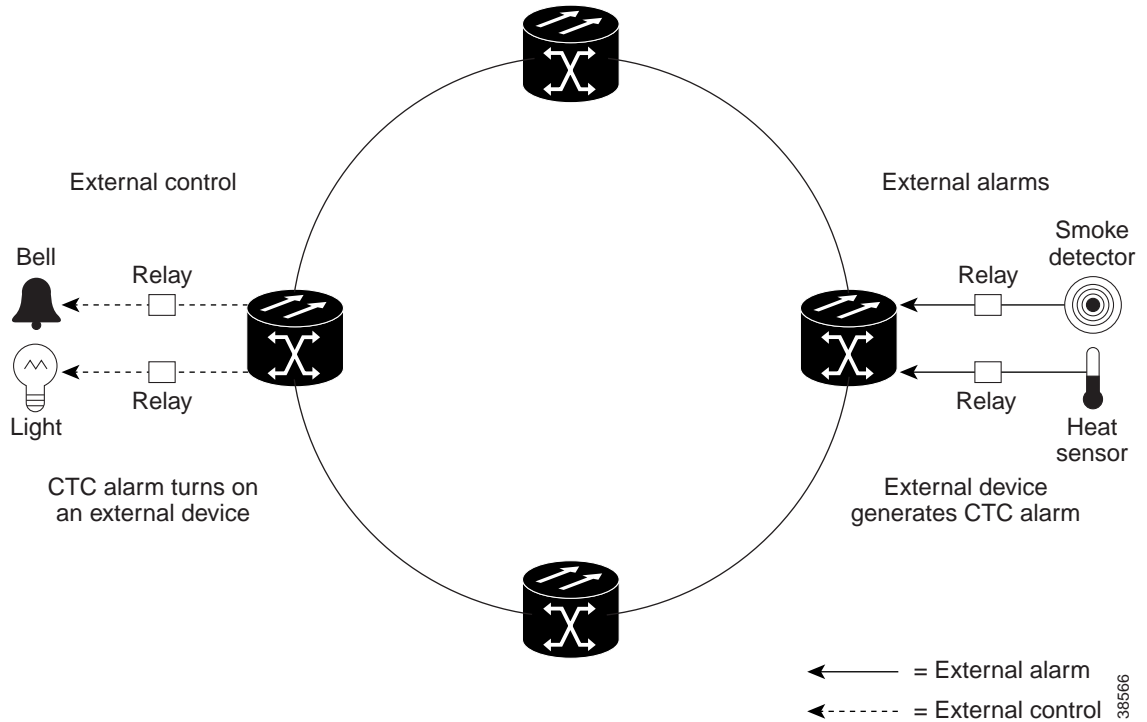 External control
External alarms
Bell
Relay
Relay
Smoke
detector
Light
Relay
Relay
Heat
sensor
CTC alarm turns on
an external device
External device
generates CTC alarm
= External alarm
= External control
38566